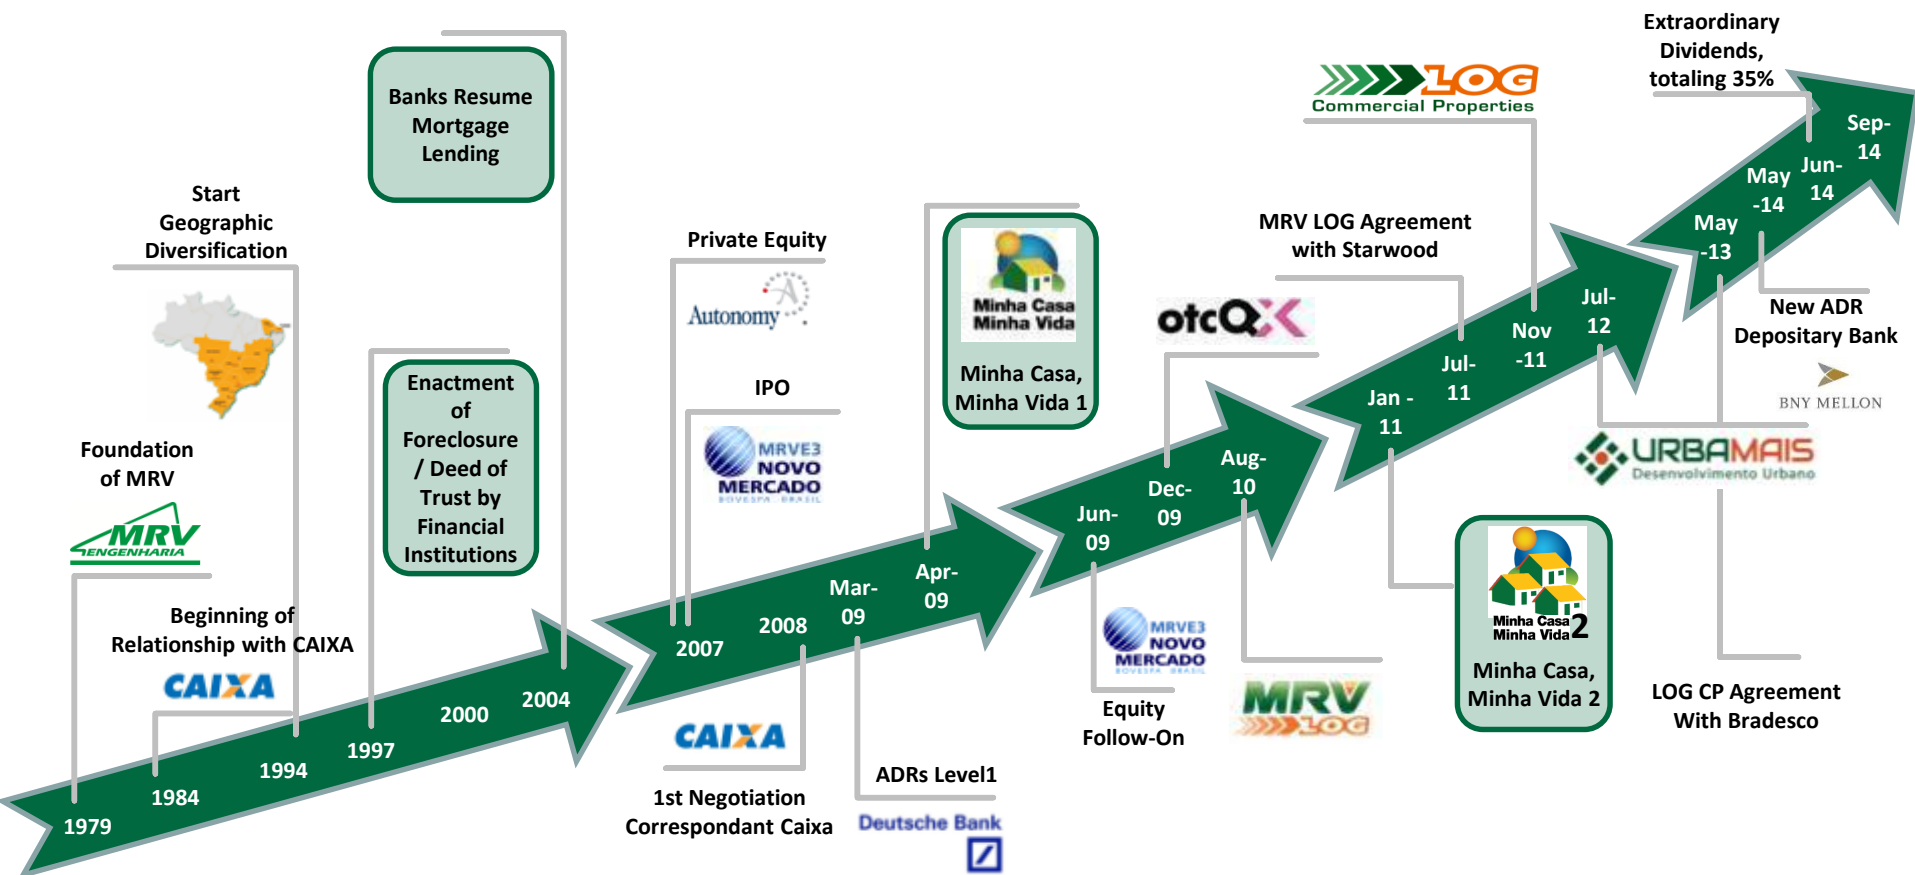 Foundation
of MRV
MRV
ENGENHARIA
1979
Beginning of
Relationship with CAIXA
CAIXA
1984
Start
Geographic
Diversification
1994
Enactment
of
Foreclosure
/ Deed of
Trust by
Financial
Institutions
1997
2000
Banks Resume
Mortgage
Lending
2004
Private Equity
Autonomy
IPO
MRVE3
NOVO
MERCADO
BOVESPA BRASIL
2007
2008
CAIXA
1st Negotiation
Correspondant Caixa
Mar-
09
ADRs Level1
Deutsche Bank
Apr-
09
Minha Casa
Minha Vida
Minha Casa,
Minha Vida 1
Jun-
09
MRVE3
NOVO
MERCADO
BOVESPA BRASIL
Equity
Follow-On
Dec-
09
otcQX
Aug-
10
MRV
LOG
Jan -
11
Minha Casa
Minha Vida 2
Minha Casa,
Minha Vida 2
MRV LOG Agreement
with Starwood
Jul-
11
LOG
Commercial Properties
Nov
-11
Jul-
12
URBAMAIS
Desenvolvimento Urbano
May
-13
LOG CP Agreement
With Bradesco
May
-14
New ADR
Depositary Bank
BNY MELLON
Extraordinary
Dividends,
totaling 35%
Jun-
14
Sep-
14